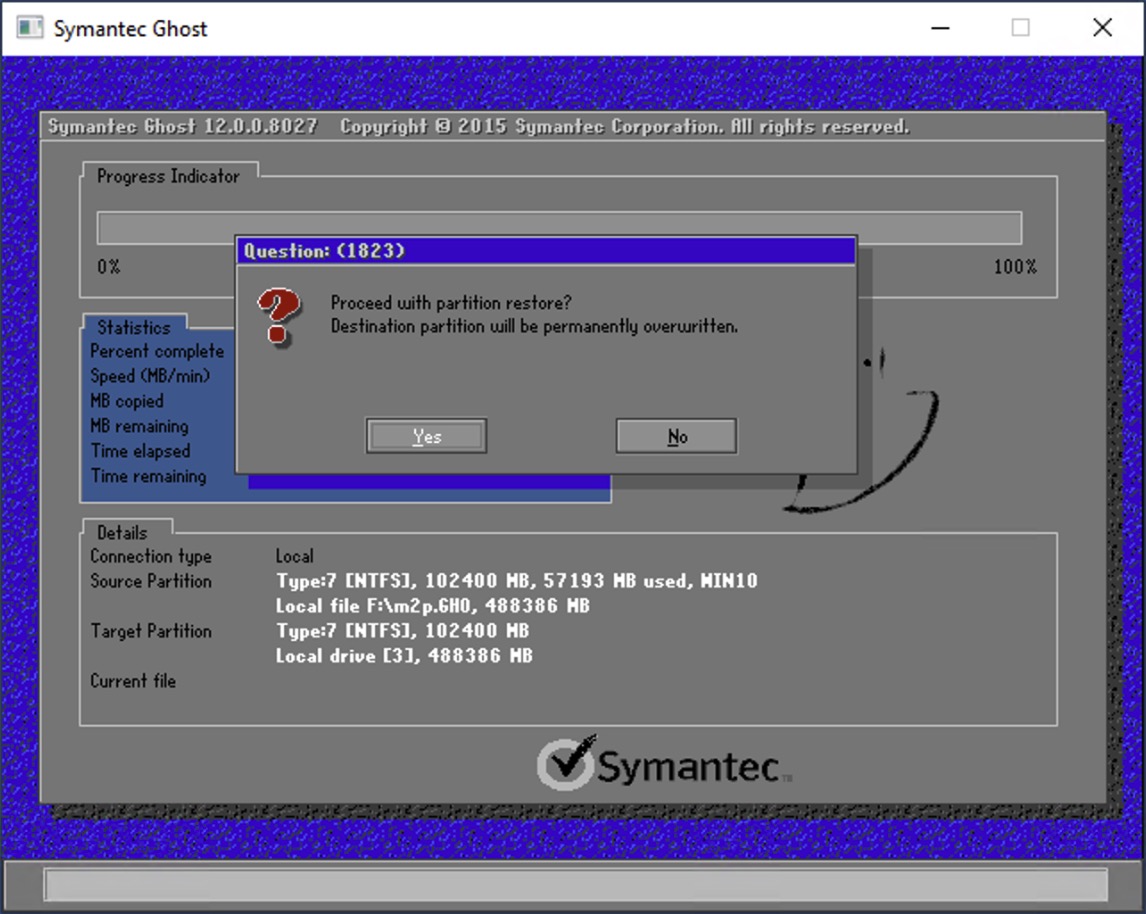 Symantec Ghost
Symantec Ghost 12.0.0.8027 Copyright © 2015 Symantec Corporation. All rights reserved.
Progress Indicator
0%
100%
Question: (1823)
Proceed with partition restore?
Destination partition will be permanently overwritten.
Yes
No
Statistics
Percent complete
Speed (MB/min)
MB copied
MB remaining
Time elapsed
Time remaining
Details
Connection type Local
Source Partition Type:7 [NTFS], 102400 MB, 57193 MB used, WIN10
Local file F:\m2p.GHO, 488386 MB
Target Partition Type:7 [NTFS], 102400 MB
Local drive [3], 488386 MB
Current file
Symantec™